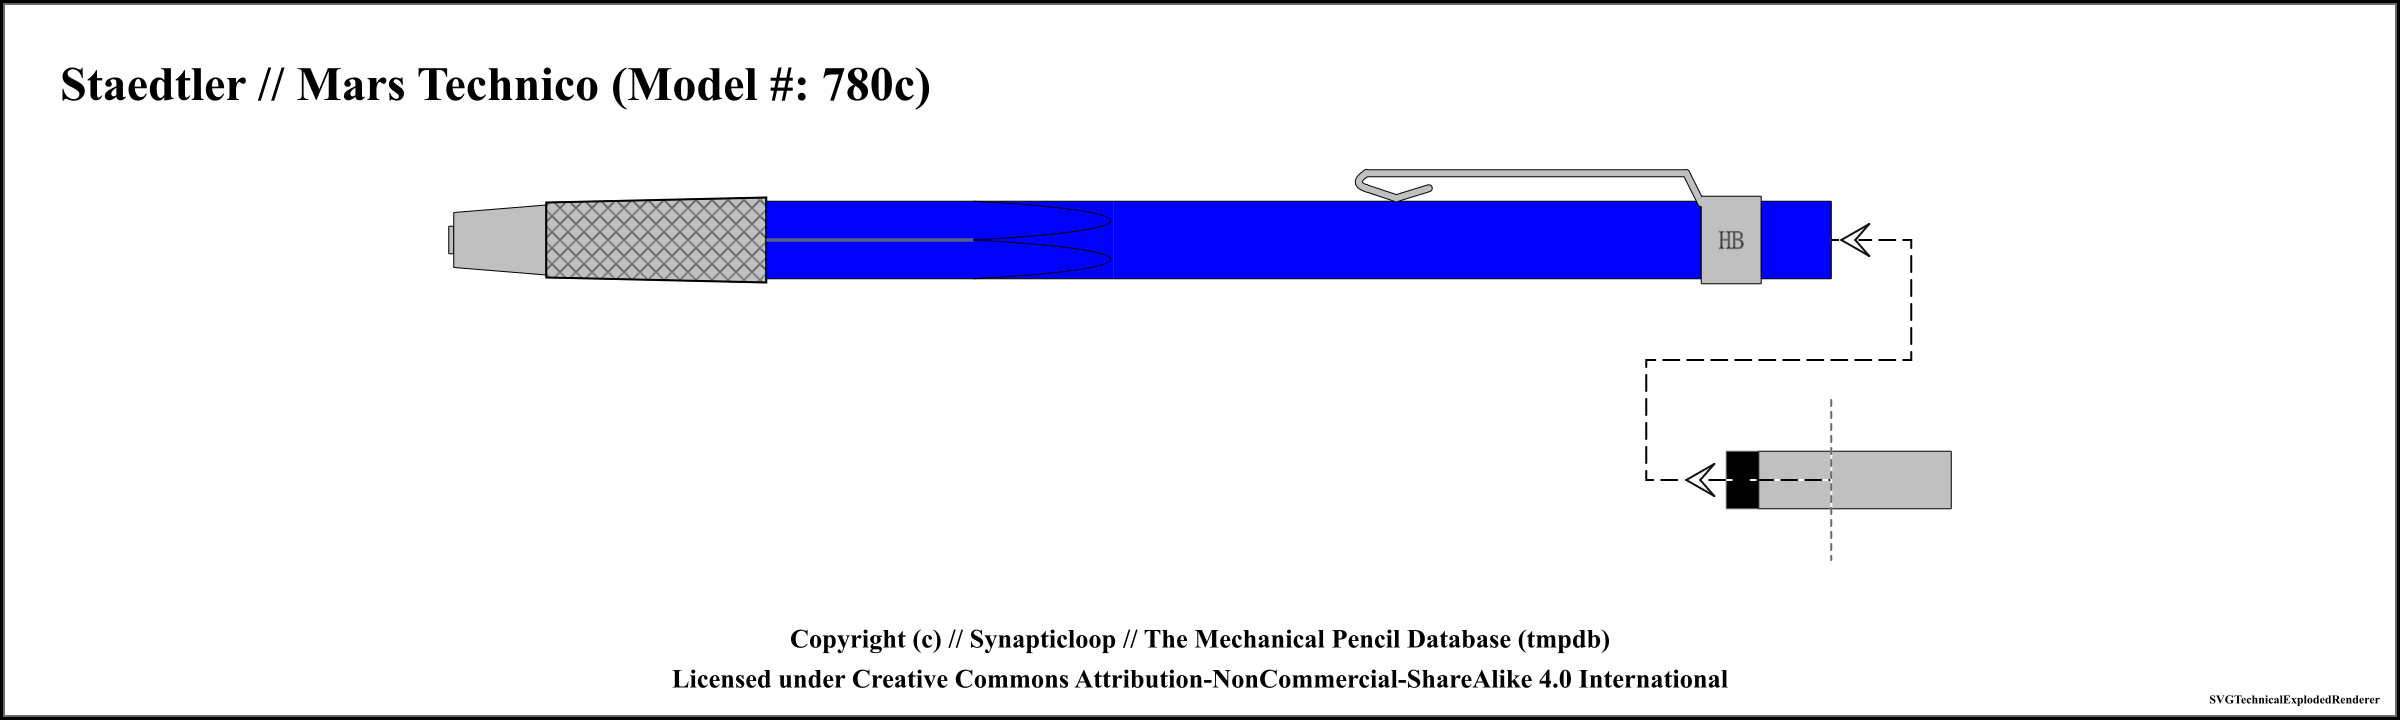 Staedtler // Mars Technico (Model #: 780c)
HB
Copyright (c) // Synapticloop // The Mechanical Pencil Database (tmpdb)
Licensed under Creative Commons Attribution-NonCommercial-ShareAlike 4.0 International
SVGTechnicalExplodedRenderer